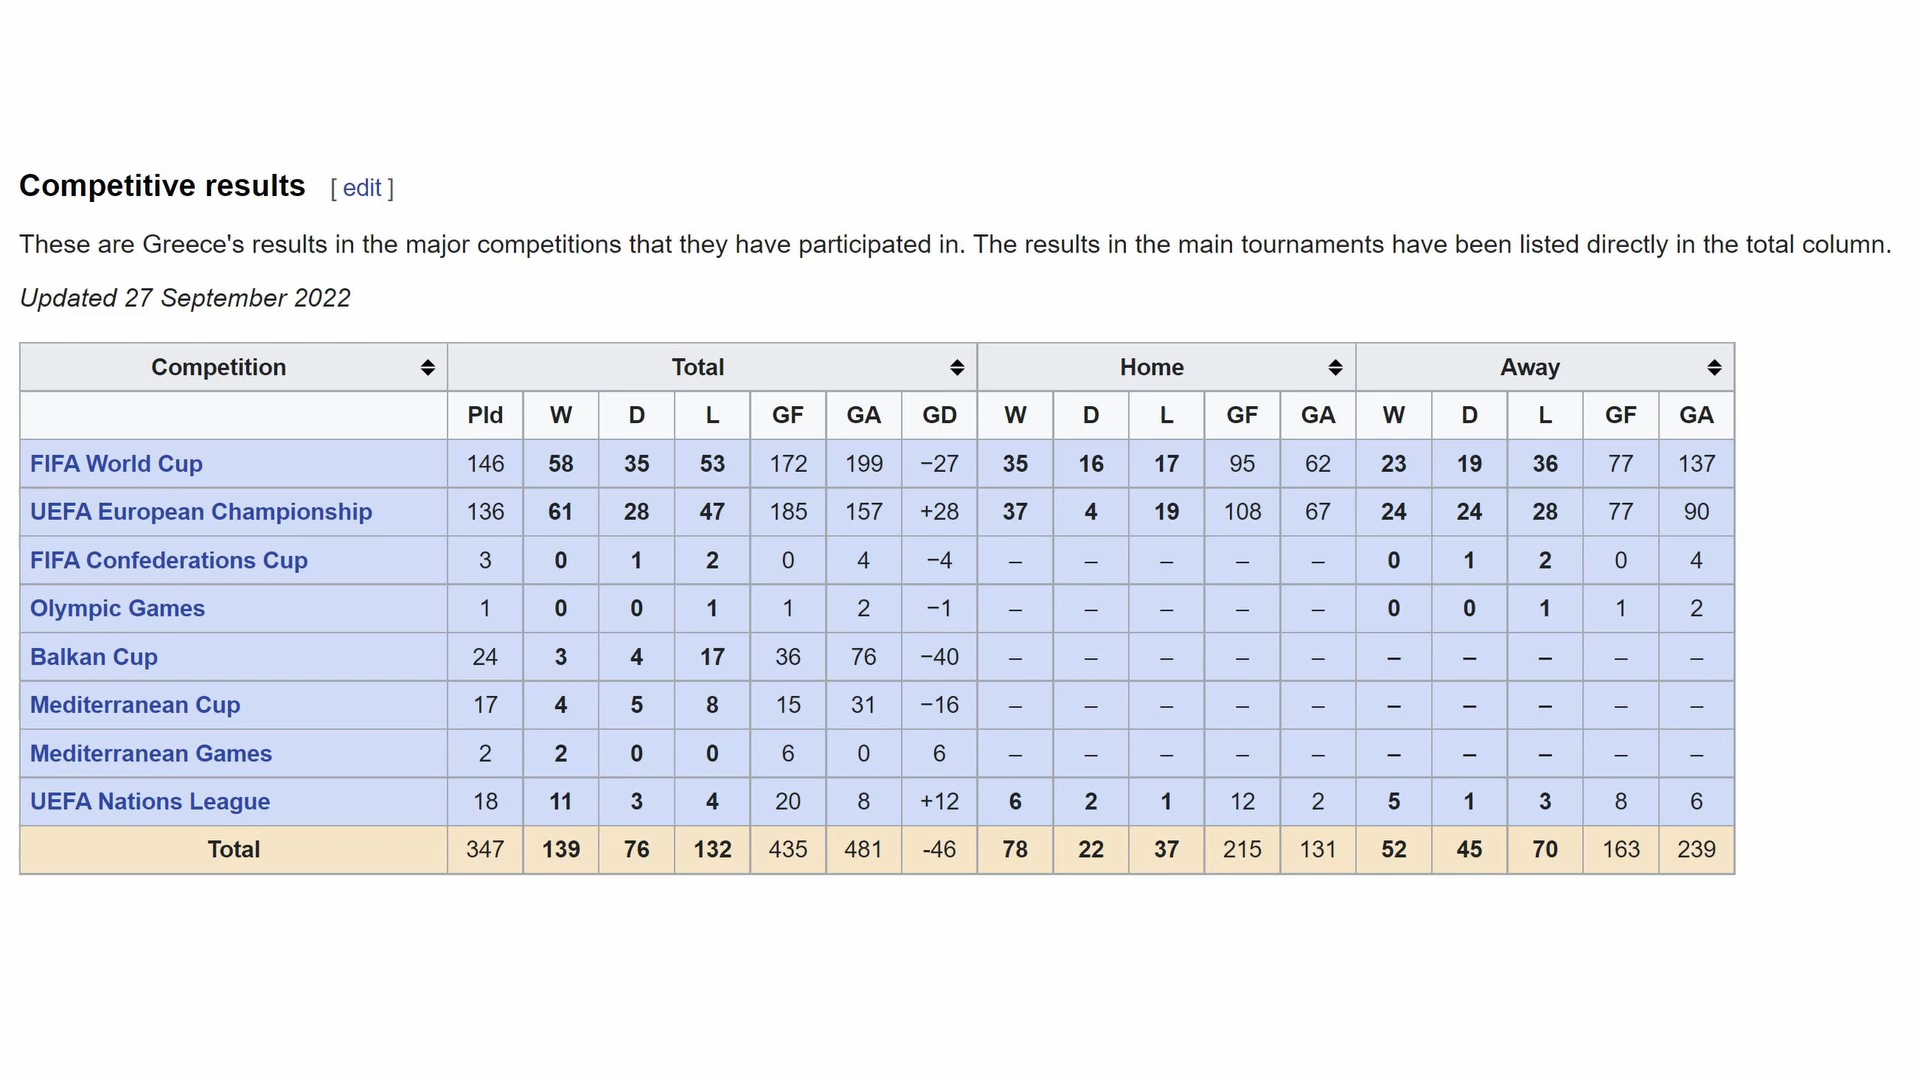 Competitive results [ edit ]
These are Greece's results in the major competitions that they have participated in. The results in the main tournaments have been listed directly in the total column.
Updated 27 September 2022
Competition Total Home Away
Pld W D L GF GA GD W D L GF GA W D L GF GA
FIFA World Cup 146 58 35 53 172 199 −27 35 16 17 95 62 23 19 36 77 137
UEFA European Championship 136 61 28 47 185 157 +28 37 4 19 108 67 24 24 28 77 90
FIFA Confederations Cup 3 0 1 2 0 4 −4 – – – – – 0 1 2 0 4
Olympic Games 1 0 0 1 1 2 −1 – – – – – 0 0 1 1 2
Balkan Cup 24 3 4 17 36 76 −40 – – – – – – – – – –
Mediterranean Cup 17 4 5 8 15 31 −16 – – – – – – – – – –
Mediterranean Games 2 2 0 0 6 0 6 – – – – – – – – – –
UEFA Nations League 18 11 3 4 20 8 +12 6 2 1 12 2 5 1 3 8 6
Total 347 139 76 132 435 481 -46 78 22 37 215 131 52 45 70 163 239